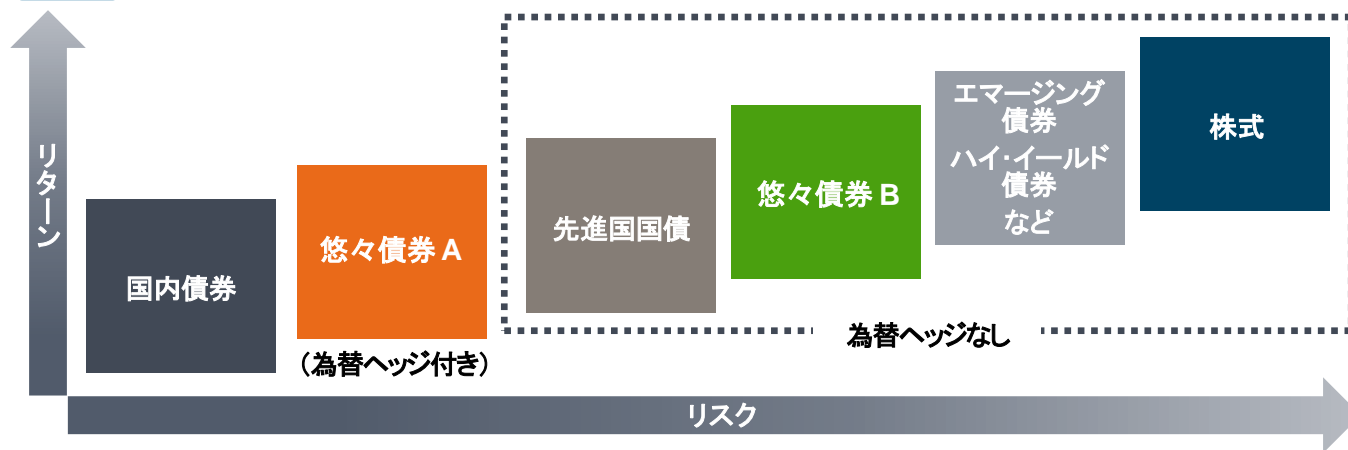 リターン
国内債券
悠々債券 A
（為替ヘッジ付き）
先進国国債
悠々債券 B
エマージング
債券
ハイ・イールド
債券
など
株式
為替ヘッジなし
リスク